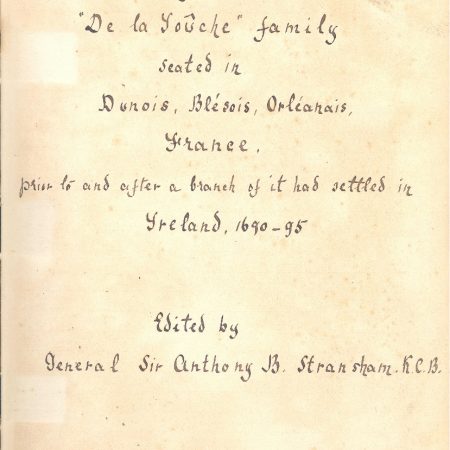 "De la Toûche" family
seated in
Dunois, Blésois, Orléanais,
France,
prior to and after a branch of it had settled in
Ireland, 1690-95
Edited by
General Sir Anthony B. Stransham. K.C.B.